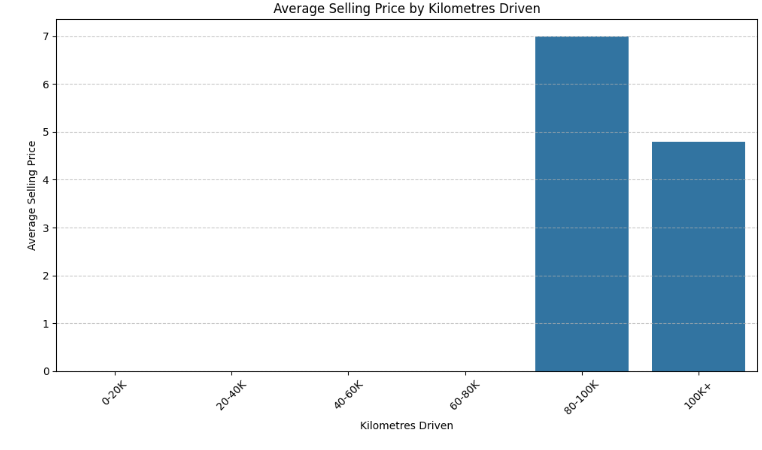 Average Selling Price by Kilometres Driven
Average Selling Price
7
6
5
4
3
2
1
0
0-20K
20-40K
40-60K
60-80K
80-100K
100K+
Kilometres Driven